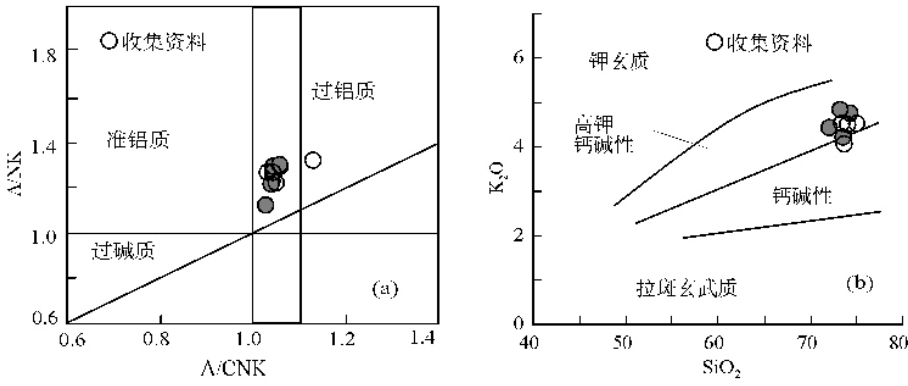 1.8
1.4
1.0
0.6
A/NK
收集资料
过铝质
准铝质
过碱质
(a)
0.6
0.8
1.0
1.2
1.4
A/CNK
6
4
2
0
K₂O
收集资料
钾玄质
高钾
钙碱性
钙碱性
拉斑玄武质
(b)
40
50
60
70
80
SiO₂